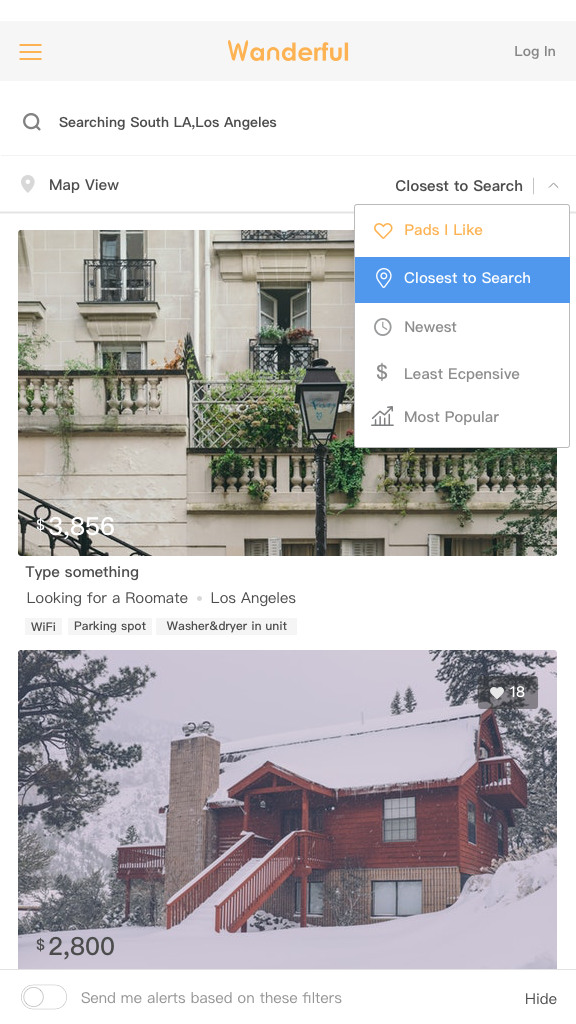 Wanderful
Log In
Searching South LA,Los Angeles
Map View
Closest to Search
Pads I Like
Closest to Search
Newest
$ Least Ecpensive
Most Popular
$3,856
Type something
Looking for a Roomate • Los Angeles
WiFi Parking spot Washer&dryer in unit
18
$2,800
Send me alerts based on these filters
Hide